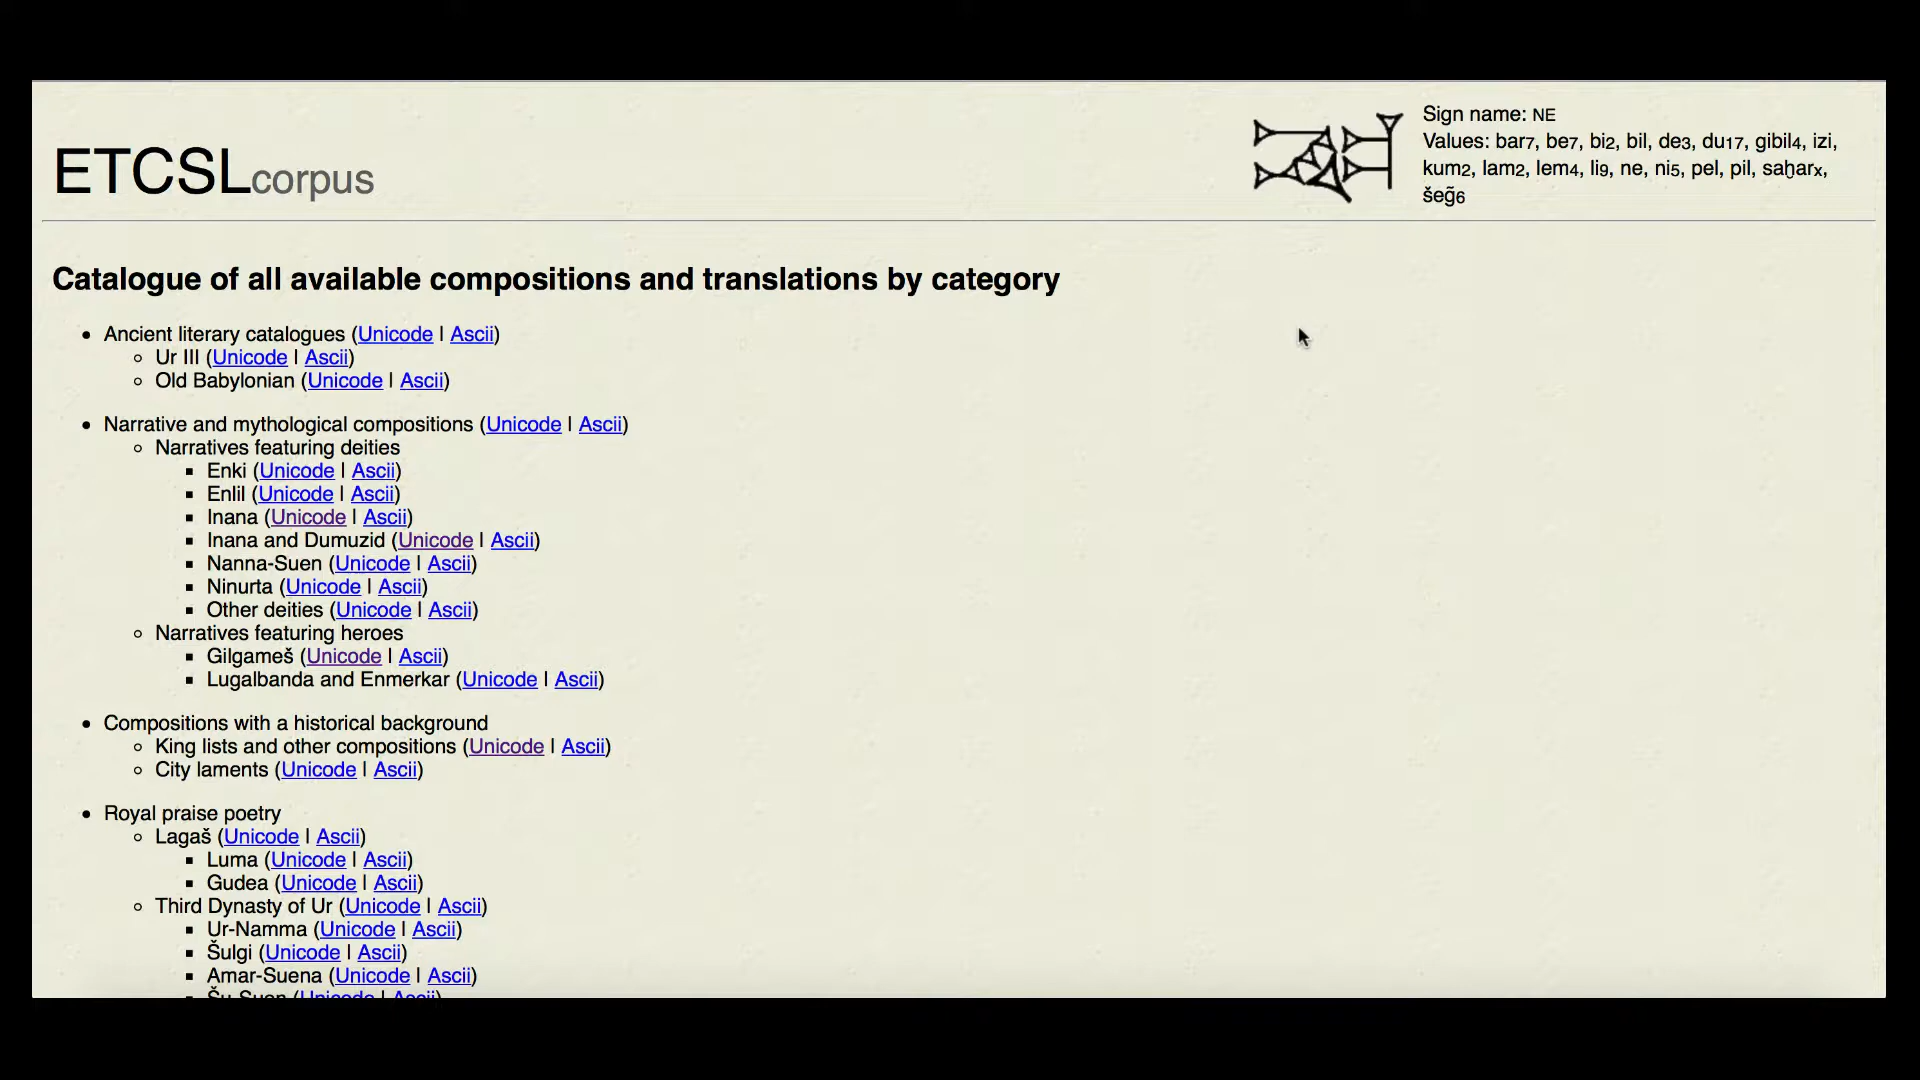 Sign name: NE
Values: bar7, be7, bi2, bil, de3, du17, gibil4, izi,
kum2, lam2, lem4, li9, ne, ni5, pel, pil, saḫarx,
šeg̃6
ETCSLcorpus
Catalogue of all available compositions and translations by category
• Ancient literary catalogues (Unicode | Ascii)
○ Ur III (Unicode | Ascii)
○ Old Babylonian (Unicode | Ascii)
• Narrative and mythological compositions (Unicode | Ascii)
○ Narratives featuring deities
▪ Enki (Unicode | Ascii)
▪ Enlil (Unicode | Ascii)
▪ Inana (Unicode | Ascii)
▪ Inana and Dumuzid (Unicode | Ascii)
▪ Nanna-Suen (Unicode | Ascii)
▪ Ninurta (Unicode | Ascii)
▪ Other deities (Unicode | Ascii)
○ Narratives featuring heroes
▪ Gilgameš (Unicode | Ascii)
▪ Lugalbanda and Enmerkar (Unicode | Ascii)
• Compositions with a historical background
○ King lists and other compositions (Unicode | Ascii)
○ City laments (Unicode | Ascii)
• Royal praise poetry
○ Lagaš (Unicode | Ascii)
▪ Luma (Unicode | Ascii)
▪ Gudea (Unicode | Ascii)
○ Third Dynasty of Ur (Unicode | Ascii)
▪ Ur-Namma (Unicode | Ascii)
▪ Šulgi (Unicode | Ascii)
▪ Amar-Suena (Unicode | Ascii)
▪ Šu-Suen (Unicode | Ascii)